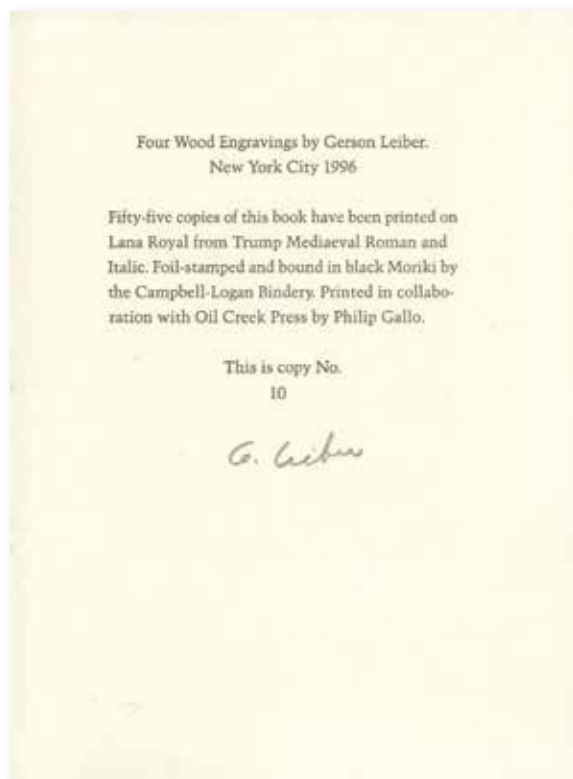 Four Wood Engravings by Gerson Leiber.
New York City 1996
Fifty-five copies of this book have been printed on
Lana Royal from Trump Mediaeval Roman and
Italic. Foil-stamped and bound in black Moriki by
the Campbell-Logan Bindery. Printed in collabo-
ration with Oil Creek Press by Philip Gallo.
This is copy No.
10
G. Leiber